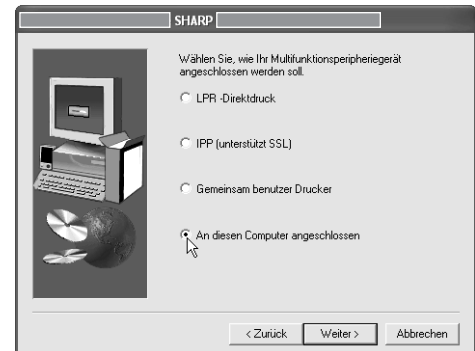 SHARP
Wählen Sie, wie Ihr Multifunktionsperipheriegerät
angeschlossen werden soll.
LPR -Direktdruck
IPP (unterstützt SSL)
Gemeinsam benutzer Drucker
An diesen Computer angeschlossen
< Zurück
Weiter >
Abbrechen